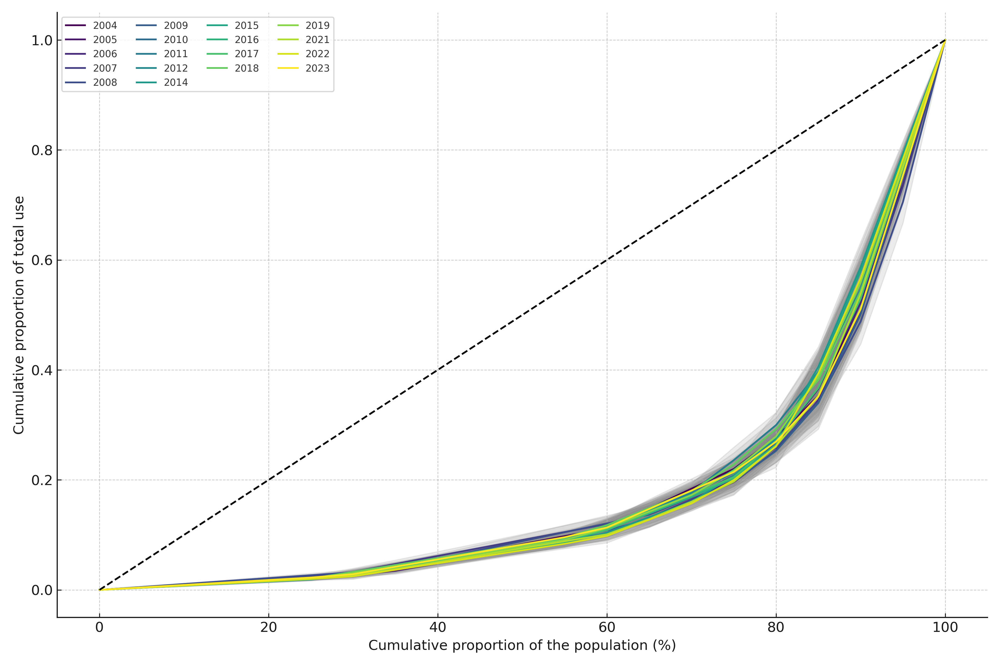 2004 2009 2015 2019
2005 2010 2016 2021
2006 2011 2017 2022
2007 2012 2018 2023
2008 2014
1.0
0.8
0.6
0.4
0.2
0.0
Cumulative proportion of total use
0 20 40 60 80 100
Cumulative proportion of the population (%)